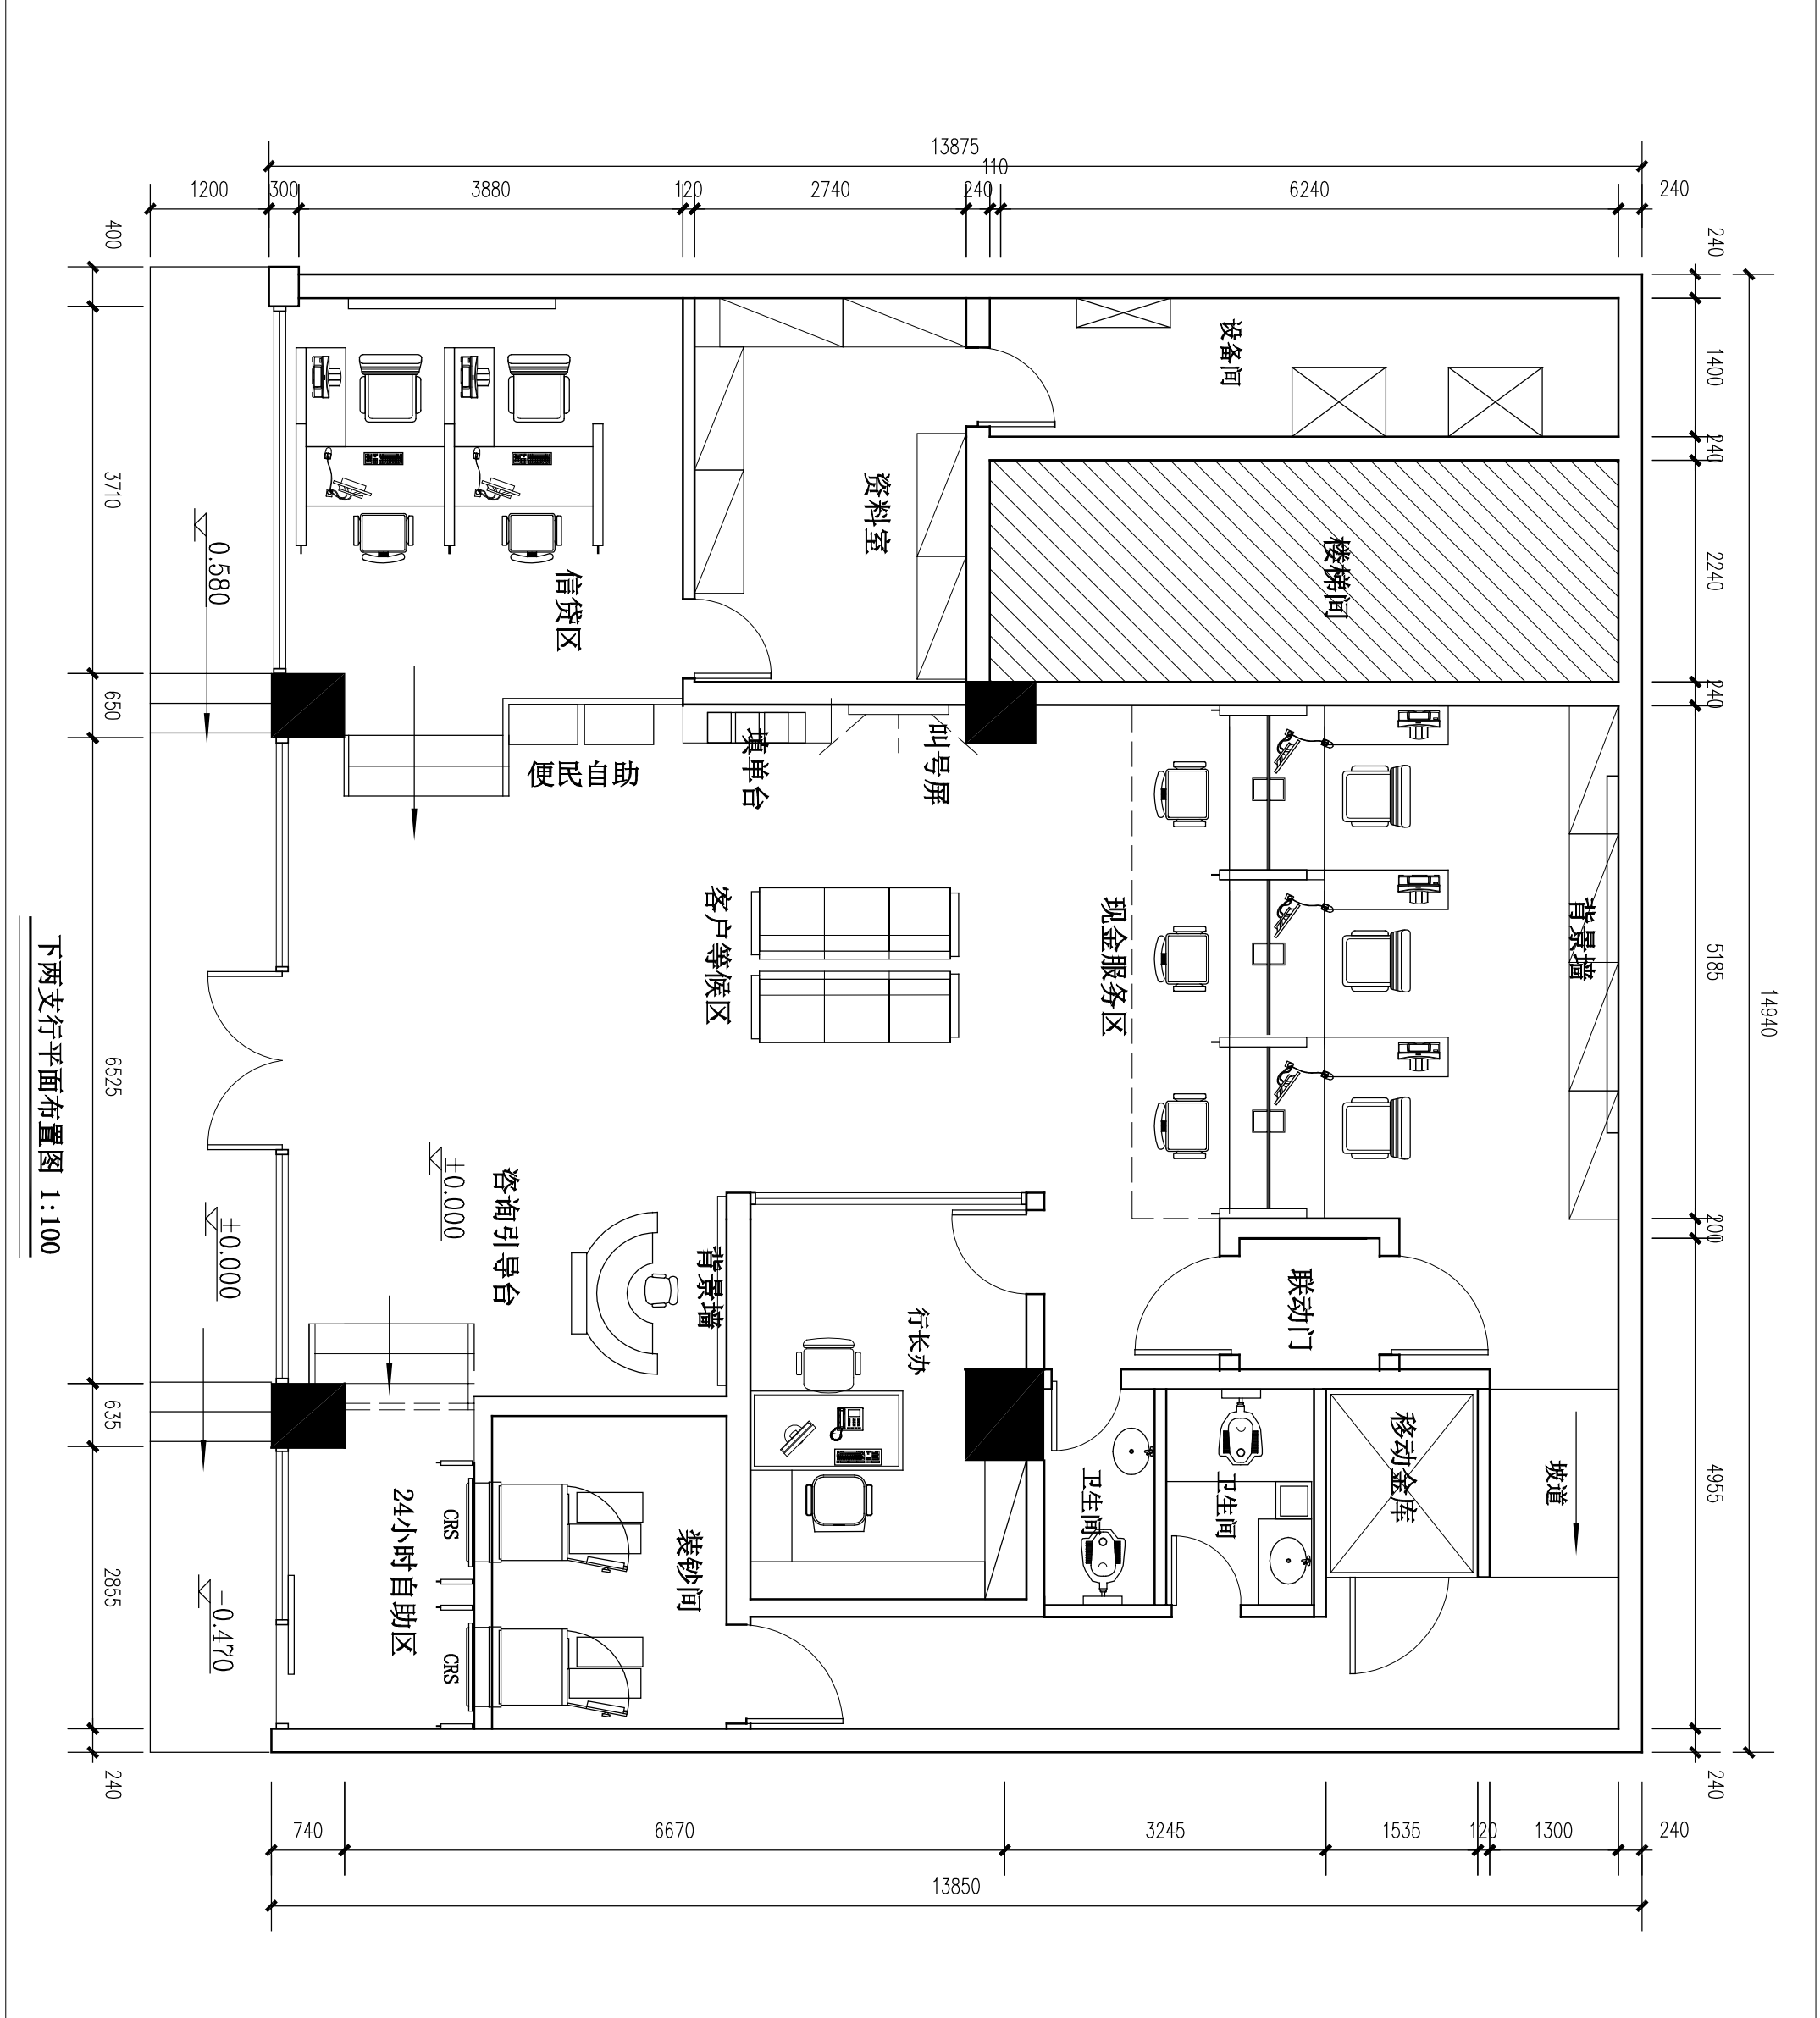 13875
110
1200
300
3880
120
2740
240
6240
240
400
3710
650
6525
635
2855
240
240
1400
240
2240
240
5185
200
4955
240
14940
设备间
资料室
楼梯间
信贷区
0.580
便民自助
填单台
叫号屏
客户等候区
现金服务区
背景墙
±0.000
±0.000
咨询引导台
背景墙
行长办
联动门
移动金库
坡道
卫生间
卫生间
装钞间
24小时自助区
CRS
CRS
-0.470
740
6670
3245
1535
120
1300
240
13850
下两支行平面布置图 1:100